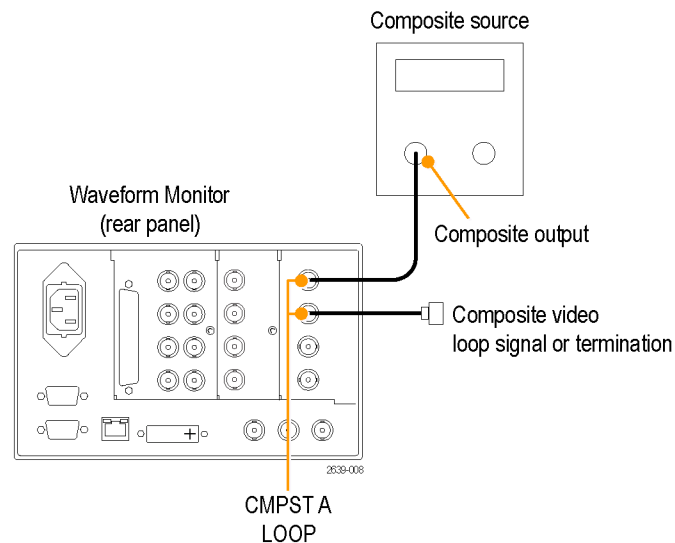 Composite source
Composite output
Waveform Monitor
(rear panel)
Composite video
loop signal or termination
2639-008
CMPST A
LOOP